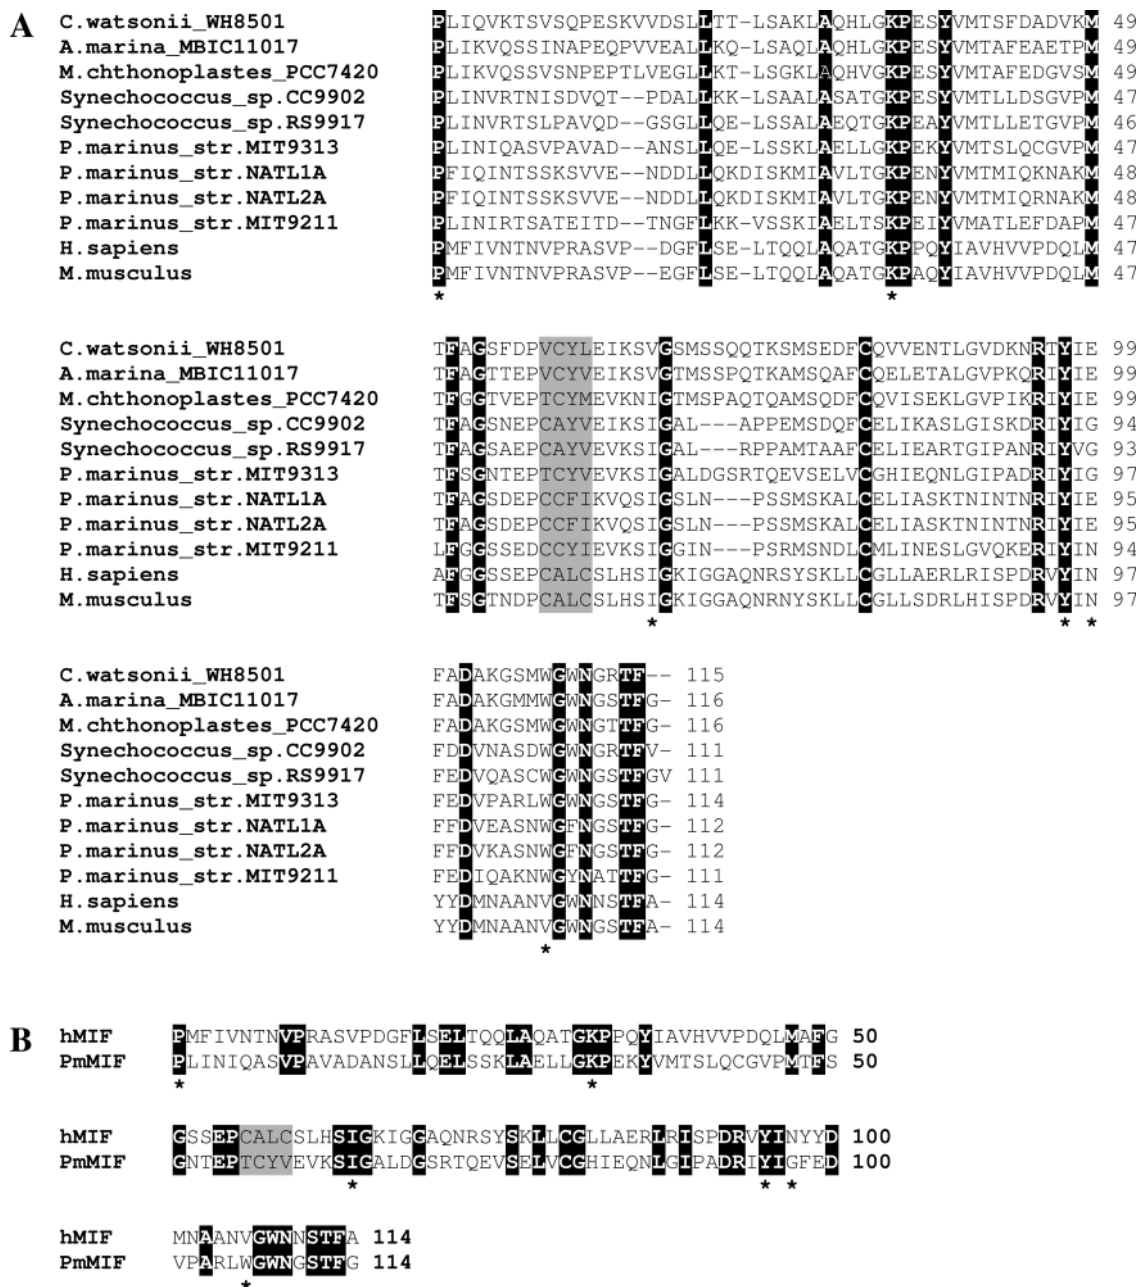 A
C.watsonii_WH8501 PLIQVKTSVSQPESKVVDSLLTT-LSAKLAQHLGKPESYVMTSFDADVKM 49
A.marina_MBIC11017 PLIKVQSSINAPEQPVVEALLKQ-LSAQLAQHLGKPESYVMTAFEAETPM 49
M.chthonoplastes_PCC7420 PLIKVQSSVSNPEPTLVEGLLKT-LSGKLAQHVGKPESYVMTAFEDGVSM 49
Synechococcus_sp.CC9902 PLINVRTNISDVQT--PDALLKK-LSAALASATGKPESYVMTLLDSGVPM 47
Synechococcus_sp.RS9917 PLINVRTSLPAVQD--GSGLLQE-LSSALAEQTGKPEAYVMTLLETGVPM 46
P.marinus_str.MIT9313 PLINIQASVPAVAD--ANSLLQE-LSSKLAELLGKPEKYVMTSLQCGVPM 47
P.marinus_str.NATL1A PFIQINTSSKSVVE--NDDLLQKDISKMIAVLTGKPENYVMTMIQKNAKM 48
P.marinus_str.NATL2A PFIQINTSSKSVVE--NDDLLQKDISKMIAVLTGKPENYVMTMIQRNAKM 48
P.marinus_str.MIT9211 PLINIRTSATEITD--TNGFLKK-VSSKIAELTSKPEIYVMATLEFDAPM 47
H.sapiens PMFIVNTNVPRASVP--DGFLSE-LTQQLAQATGKPPQYIAVHVVPDQLM 47
M.musculus PMFIVNTNVPRASVP--EGFLSE-LTQQLAQATGKPAQYIAVHVVPDQLM 47
* *
C.watsonii_WH8501 TFAGSFDPVCYLEIKSVGSMSSQQTKSMSEDFCQVVENTLGVDKNRTYIE 99
A.marina_MBIC11017 TFAGTTEPVCYVEIKSVGTMSSPQTKAMSQAFCQELETALGVPKQRIYIE 99
M.chthonoplastes_PCC7420 TFGGTVEPTCYMEVKNIGTMSPAQTQAMSQDFCQVISEKLGVPIKRIYIE 99
Synechococcus_sp.CC9902 TFAGSNEPCAYVEIKSIGAL---APPEMSDQFCELIKASLGISKDRIYIG 94
Synechococcus_sp.RS9917 TFAGSAEPCAYVEIKSIGAL---RPPAMTAAFCELIEARTGIPANRIYVG 93
P.marinus_str.MIT9313 TFSGNTEPTCYVEVKSIGALDGSRTQEVSELVCGHIEQNLGIPADRIYIG 97
P.marinus_str.NATL1A TFAGSDEPCCFIKVQSIGSLN---PSSMSKALCELIASKTNINTNRIYIE 95
P.marinus_str.NATL2A TFAGSDEPCCFIKVQSIGSLN---PSSMSKALCELIASKTNINTNRIYIE 95
P.marinus_str.MIT9211 LFGGSSEDCCYIEVKSIGGIN---PSRMSNDLCMLINESLGVQKERIYIN 94
H.sapiens AFGGSSEPCALCSLHSIGKIGGAQNRSYSKLLCGLLAERLRISPDRVYIN 97
M.musculus TFSGTNDPCALCSLHSIGKIGGAQNRNYSKLLCGLLSDRLHISPDRVYIN 97
* * *
C.watsonii_WH8501 FADAKGSMWGWNGRTF-- 115
A.marina_MBIC11017 FADAKGMMWGWNGSTFG- 116
M.chthonoplastes_PCC7420 FADAKGSMWGWNGTTFG- 116
Synechococcus_sp.CC9902 FDDVNASDWGWNGRTFV- 111
Synechococcus_sp.RS9917 FEDVQASCWGWNGSTFGV 111
P.marinus_str.MIT9313 FEDVPARLWGWNGSTFG- 114
P.marinus_str.NATL1A FFDVEASNWGFNGSTFG- 112
P.marinus_str.NATL2A FFDVKASNWGFNGSTFG- 112
P.marinus_str.MIT9211 FEDIQAKNWGYNATTFG- 111
H.sapiens YYDMNAANVGWNNSTFA- 114
M.musculus YYDMNAANVGWNGSTFA- 114
*
B
hMIF PMFIVNTNVPRASVPDGFLSELTQQLAQATGKPPQYIAVHVVPDQLMAFG 50
PmMIF PLINIQASVPAVADANSLLQELSSKLAELLGKPEKYVMTSLQCGVPMTFS 50
* *
hMIF GSSEPCALCSLHSIGKIGGAQNRSYSKLLCGLLAERLRISPDRVYINYYD 100
PmMIF GNTEPTCYVEVKSIGALDGSRTQEVSELVCGHIEQNLGIPADRIYIGFED 100
* * *
hMIF MNAANVGWNNSTFA 114
PmMIF VPARLWGWNGSTFG 114
*